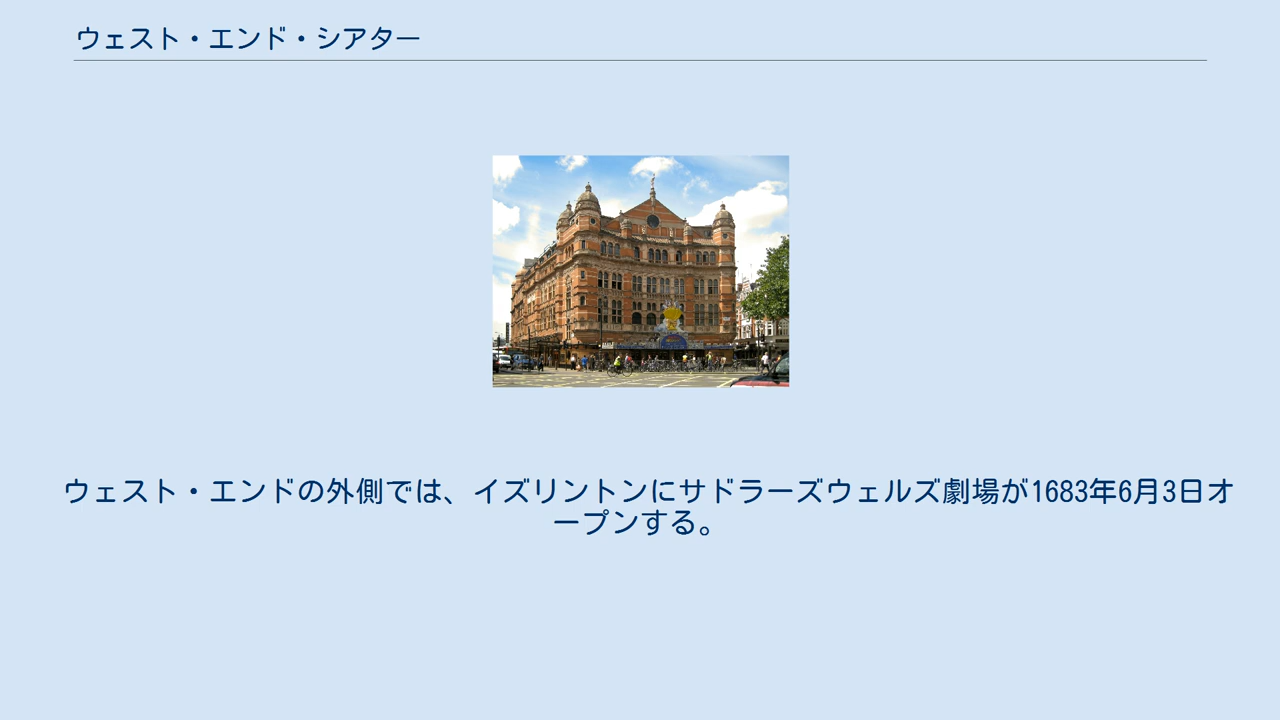 ウェスト・エンド・シアター
ウェスト・エンドの外側では、イズリントンにサドラーズウェルズ劇場が1683年6月3日オ
ープンする。